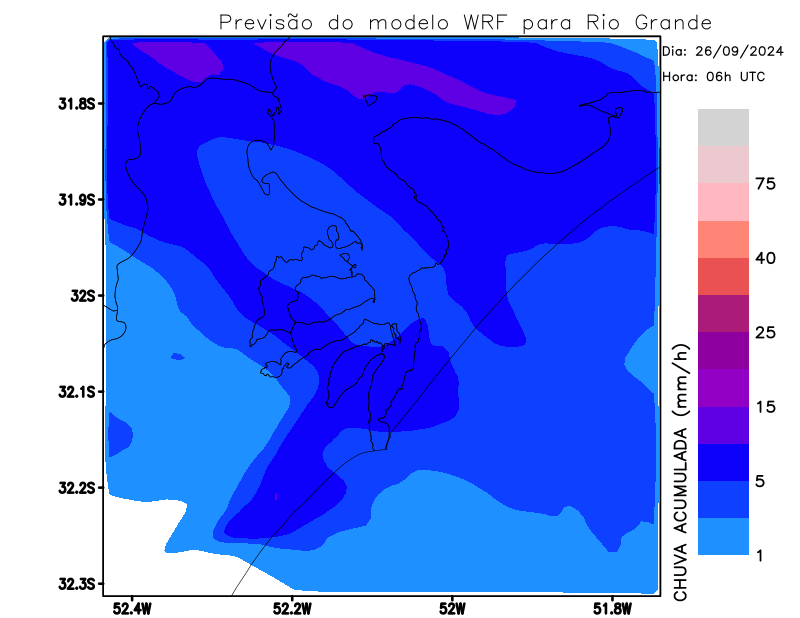 Previsão do modelo WRF para Rio Grande
Dia: 26/09/2024
Hora: 06h UTC
31.8S
31.9S
32S
32.1S
32.2S
32.3S
52.4W
52.2W
52W
51.8W
75
40
25
15
5
1
CHUVA ACUMULADA (mm/h)